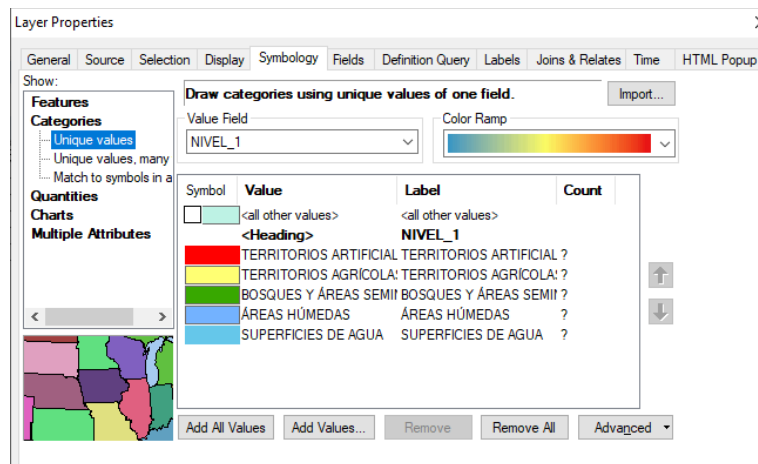 Layer Properties
General Source Selection Display Symbology Fields Definition Query Labels Joins & Relates Time HTML Popup
Show:
Features
Categories
Unique values
Unique values, many
Match to symbols in a
Quantities
Charts
Multiple Attributes
Draw categories using unique values of one field.
Import...
Value Field
NIVEL_1
Color Ramp
Symbol Value Label Count
<all other values> <all other values>
<Heading> NIVEL_1
TERRITORIOS ARTIFICIAL TERRITORIOS ARTIFICIAL ?
TERRITORIOS AGRÍCOLA: TERRITORIOS AGRÍCOLA: ?
BOSQUES Y ÁREAS SEMII BOSQUES Y ÁREAS SEMII ?
ÁREAS HÚMEDAS ÁREAS HÚMEDAS ?
SUPERFICIES DE AGUA SUPERFICIES DE AGUA ?
Add All Values Add Values... Remove Remove All Advanced